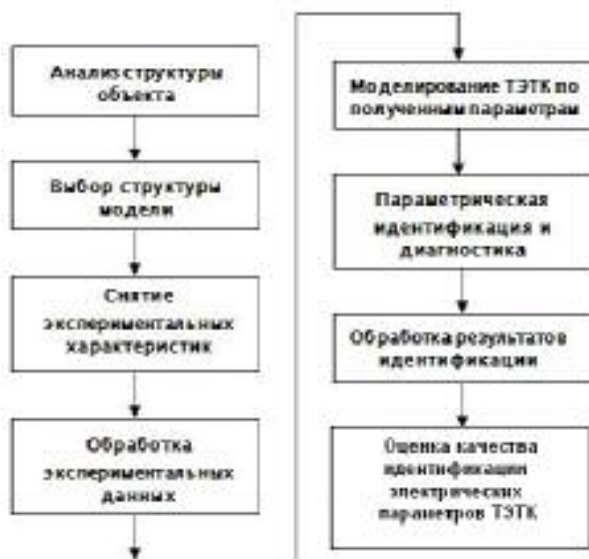 Анализ структуры
объекта
Выбор структуры
модели
Снятие
экспериментальных
характеристик
Обработка
экспериментальных
данных
Моделирование ТЭТК по
полученным параметрам
Параметрическая
идентификация и
диагностика
Обработка результатов
идентификации
Оценка качества
идентификации
электрических
параметров ТЭТК